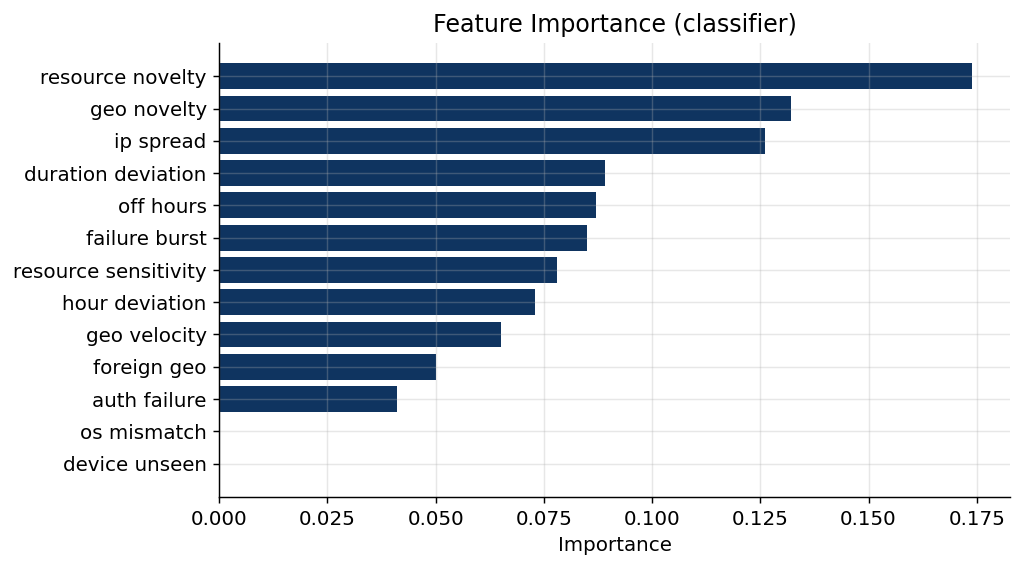 Feature Importance (classifier)
resource novelty
geo novelty
ip spread
duration deviation
off hours
failure burst
resource sensitivity
hour deviation
geo velocity
foreign geo
auth failure
os mismatch
device unseen
0.000 0.025 0.050 0.075 0.100 0.125 0.150 0.175
Importance